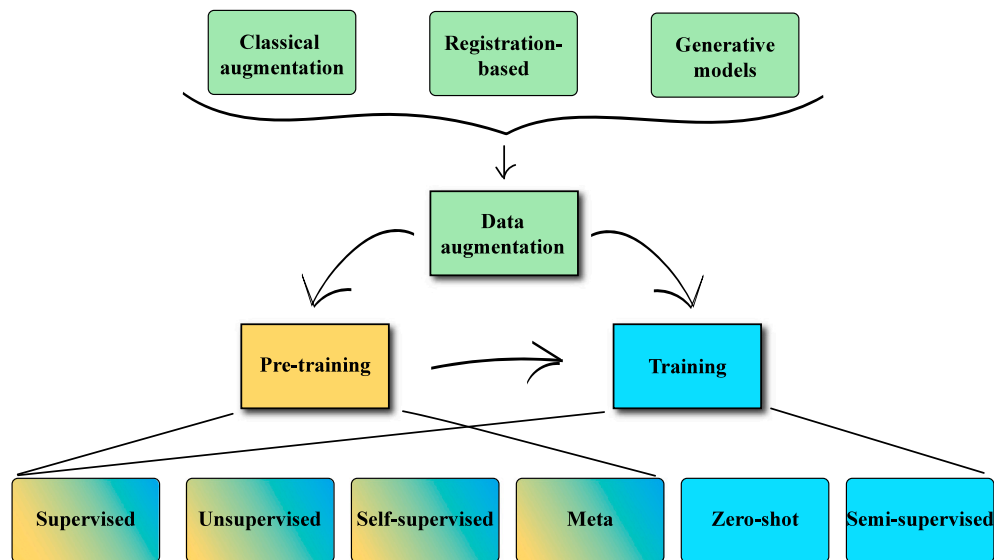 Classical
augmentation
Registration-
based
Generative
models
Data
augmentation
Pre-training
Training
Supervised
Unsupervised
Self-supervised
Meta
Zero-shot
Semi-supervised